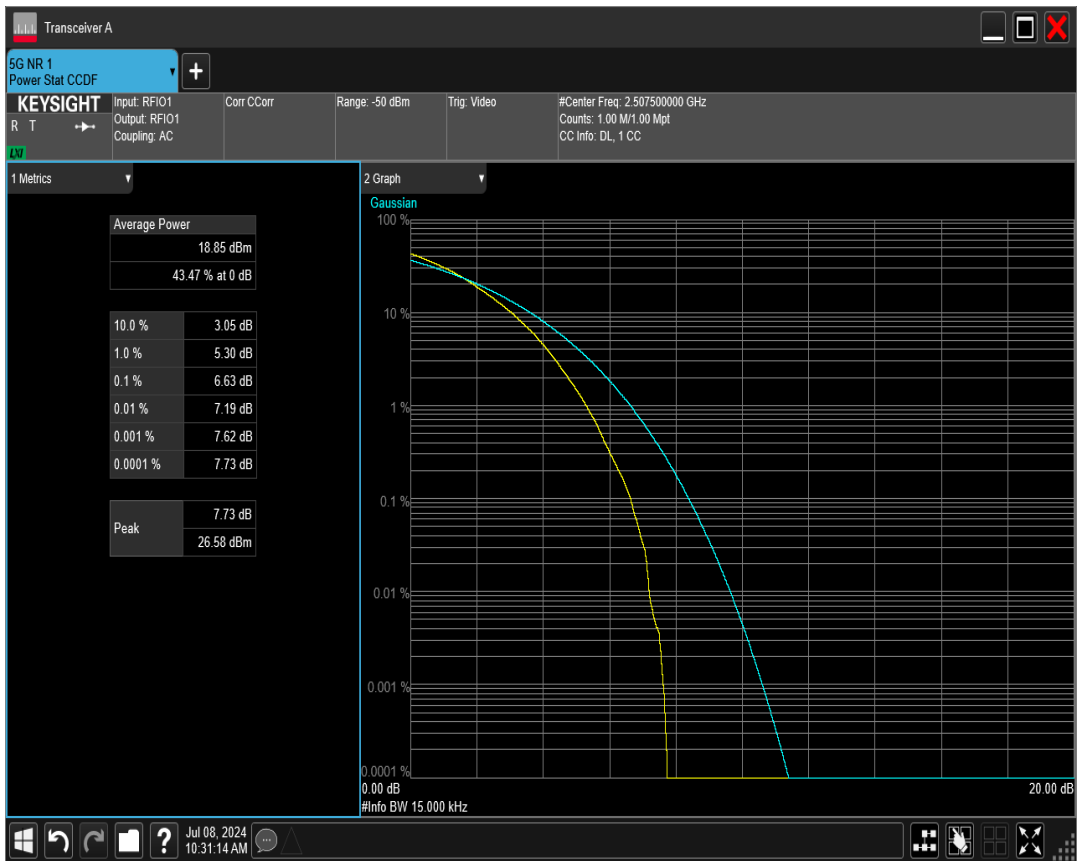 Transceiver A
5G NR 1
Power Stat CCDF
+
KEYSIGHT
R T
LXI
Input: RFIO1
Output: RFIO1
Coupling: AC
Corr CCorr
Range: -50 dBm
Trig: Video
#Center Freq: 2.507500000 GHz
Counts: 1.00 M/1.00 Mpt
CC Info: DL, 1 CC
1 Metrics
Average Power
18.85 dBm
43.47 % at 0 dB
10.0 % 3.05 dB
1.0 % 5.30 dB
0.1 % 6.63 dB
0.01 % 7.19 dB
0.001 % 7.62 dB
0.0001 % 7.73 dB
Peak
7.73 dB
26.58 dBm
2 Graph
Gaussian
100 %
10 %
1 %
0.1 %
0.01 %
0.001 %
0.0001 %
0.00 dB 20.00 dB
#Info BW 15.000 kHz
?
Jul 08, 2024
10:31:14 AM